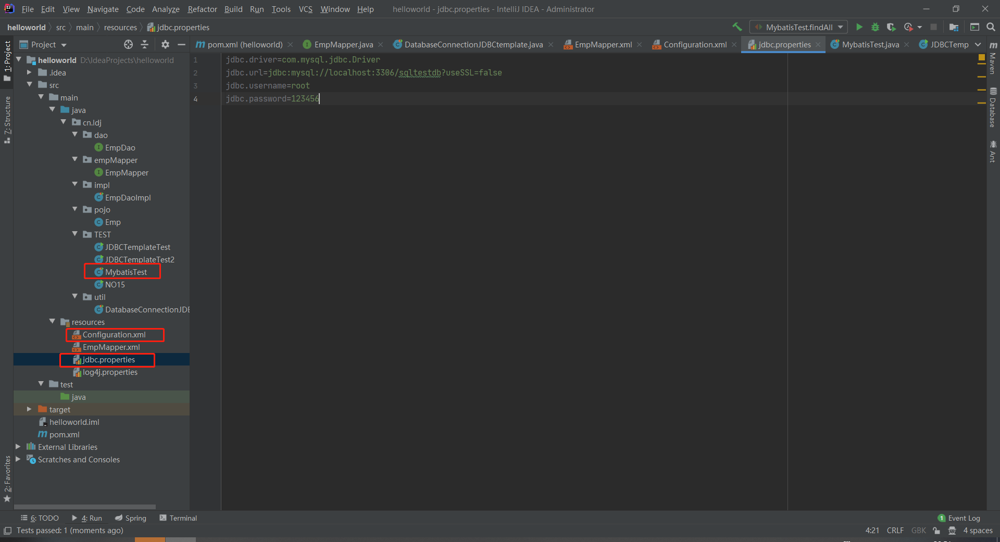 File Edit View Navigate Code Analyze Refactor Build Run Tools VCS Window Help helloworld - jdbc.properties - IntelliJ IDEA - Administrator
helloworld src main resources jdbc.properties MybatisTest.findAll
Project pom.xml (helloworld) EmpMapper.java DatabaseConnectionJDBCtemplate.java EmpMapper.xml Configuration.xml jdbc.properties MybatisTest.java JDBCTemp
1: Project
7: Structure
2: Favorites
helloworld D:\IdeaProjects\helloworld
.idea
src
main
java
cn.ldj
dao
EmpDao
empMapper
EmpMapper
impl
EmpDaoImpl
pojo
Emp
TEST
JDBCTemplateTest
JDBCTemplateTest2
MybatisTest
NO15
util
DatabaseConnectionJDB
resources
Configuration.xml
EmpMapper.xml
jdbc.properties
log4j.properties
test
java
target
helloworld.iml
pom.xml
External Libraries
Scratches and Consoles
1 jdbc.driver=com.mysql.jdbc.Driver
2 jdbc.url=jdbc:mysql://localhost:3306/sqltestdb?useSSL=false
3 jdbc.username=root
4 jdbc.password=123456
Maven
Database
Ant
6: TODO 4: Run Spring Terminal 1 Event Log
Tests passed: 1 (moments ago) 4:21 CRLF GBK 4 spaces